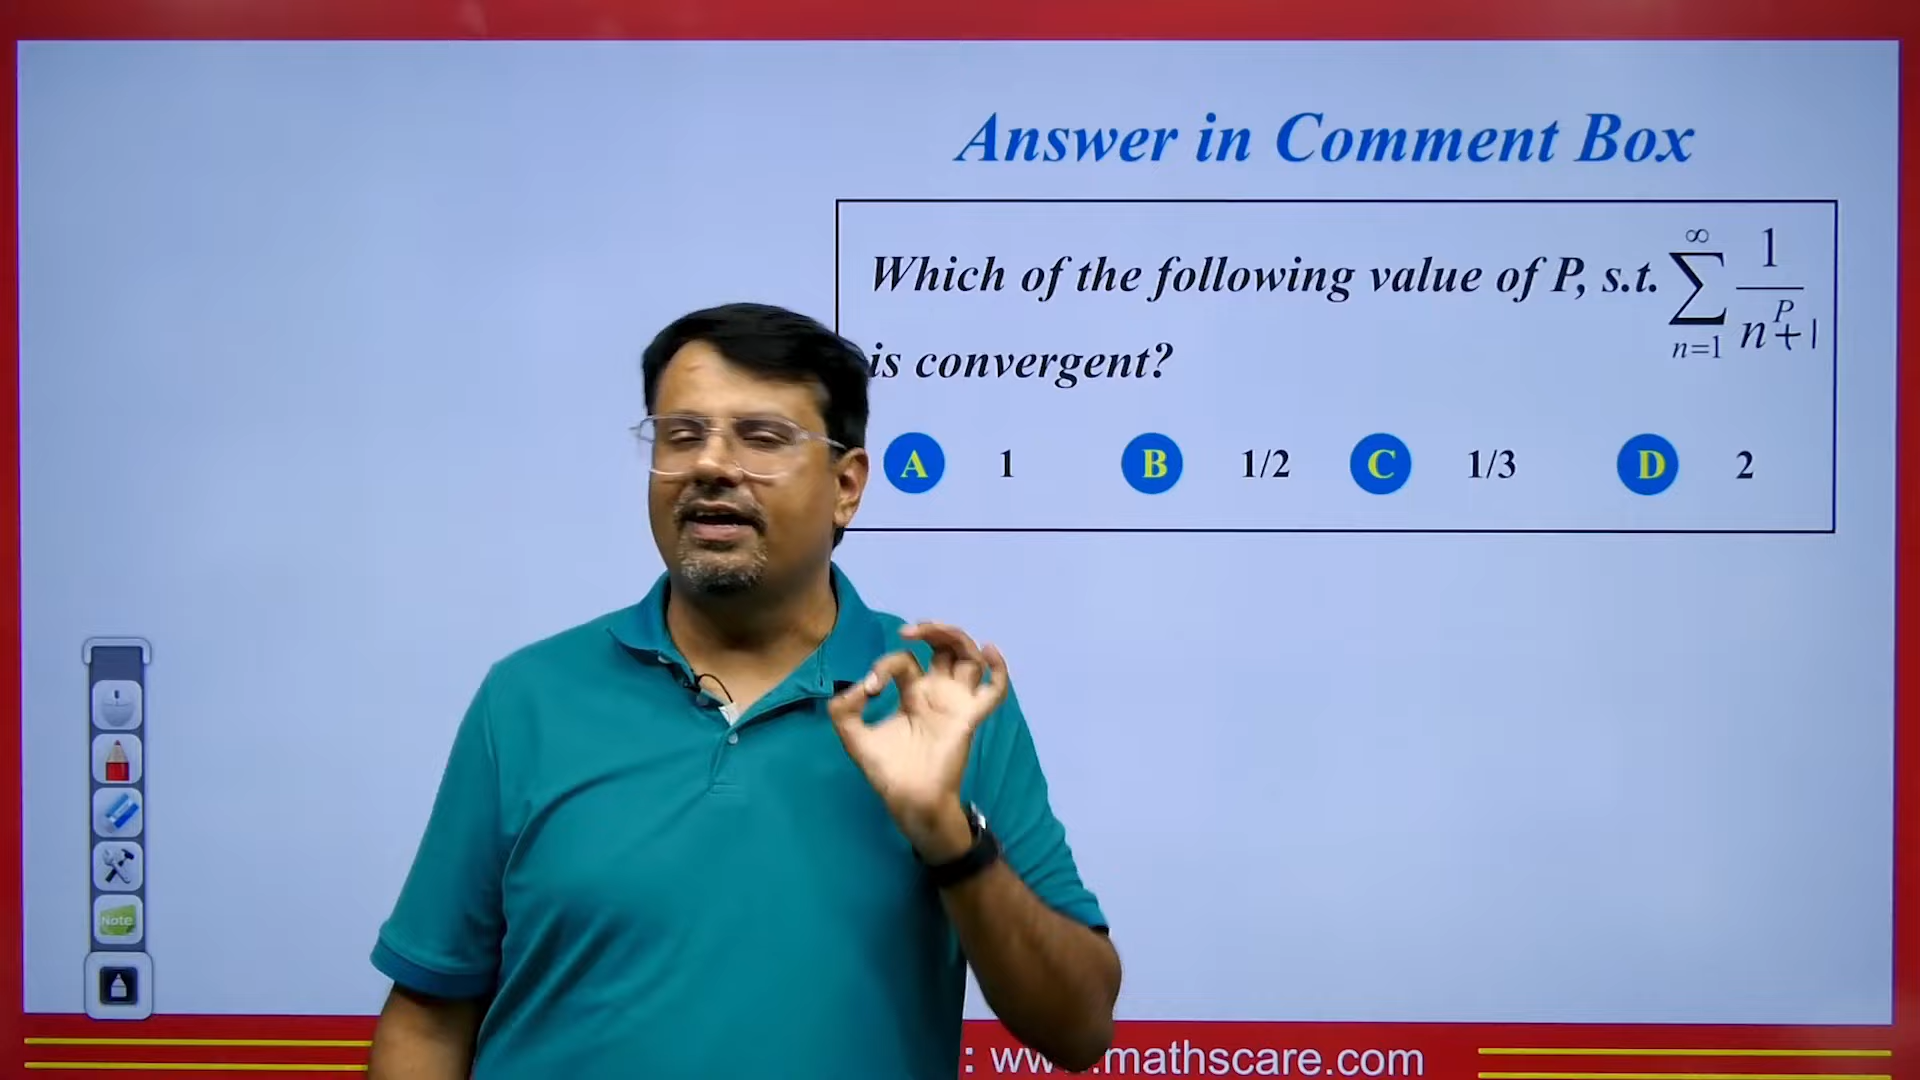 Answer in Comment Box
Which of the following value of P, s.t. ∑_{n=1}^{∞} 1/(n^P+1)
is convergent?
A 1 B 1/2 C 1/3 D 2
Note
: www.mathscare.com